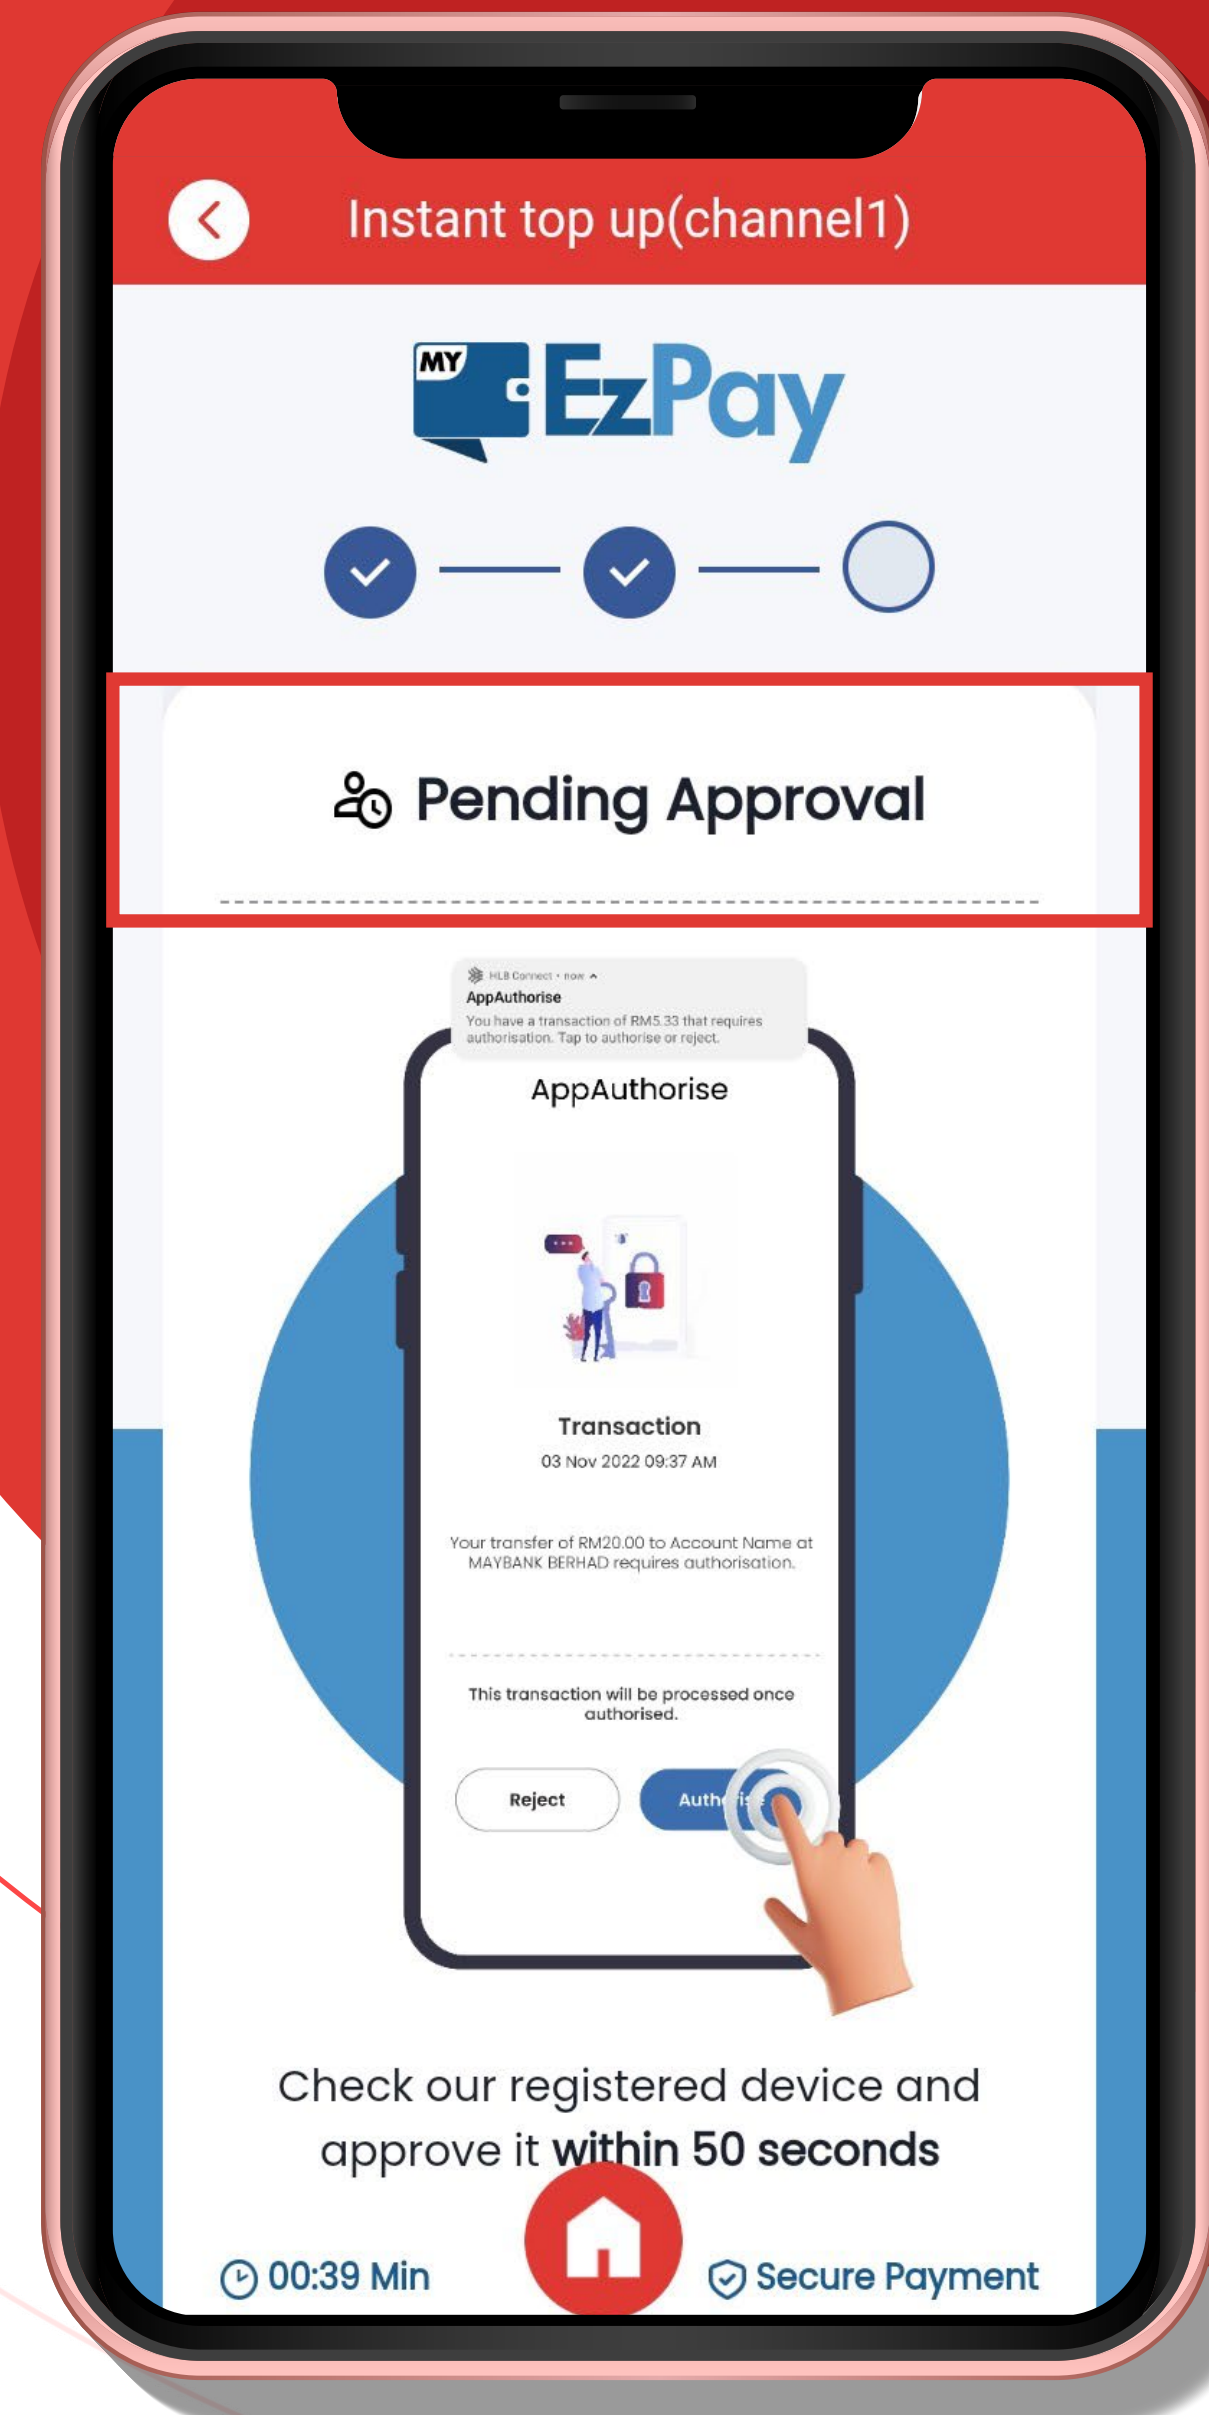 Instant top up(channel1)
MY EzPay
Pending Approval
HLB Connect • now
AppAuthorise
You have a transaction of RM5.33 that requires
authorisation. Tap to authorise or reject.
AppAuthorise
Transaction
03 Nov 2022 09:37 AM
Your transfer of RM20.00 to Account Name at
MAYBANK BERHAD requires authorisation.
This transaction will be processed once
authorised.
Reject
Authorise
Check our registered device and
approve it within 50 seconds
00:39 Min
Secure Payment